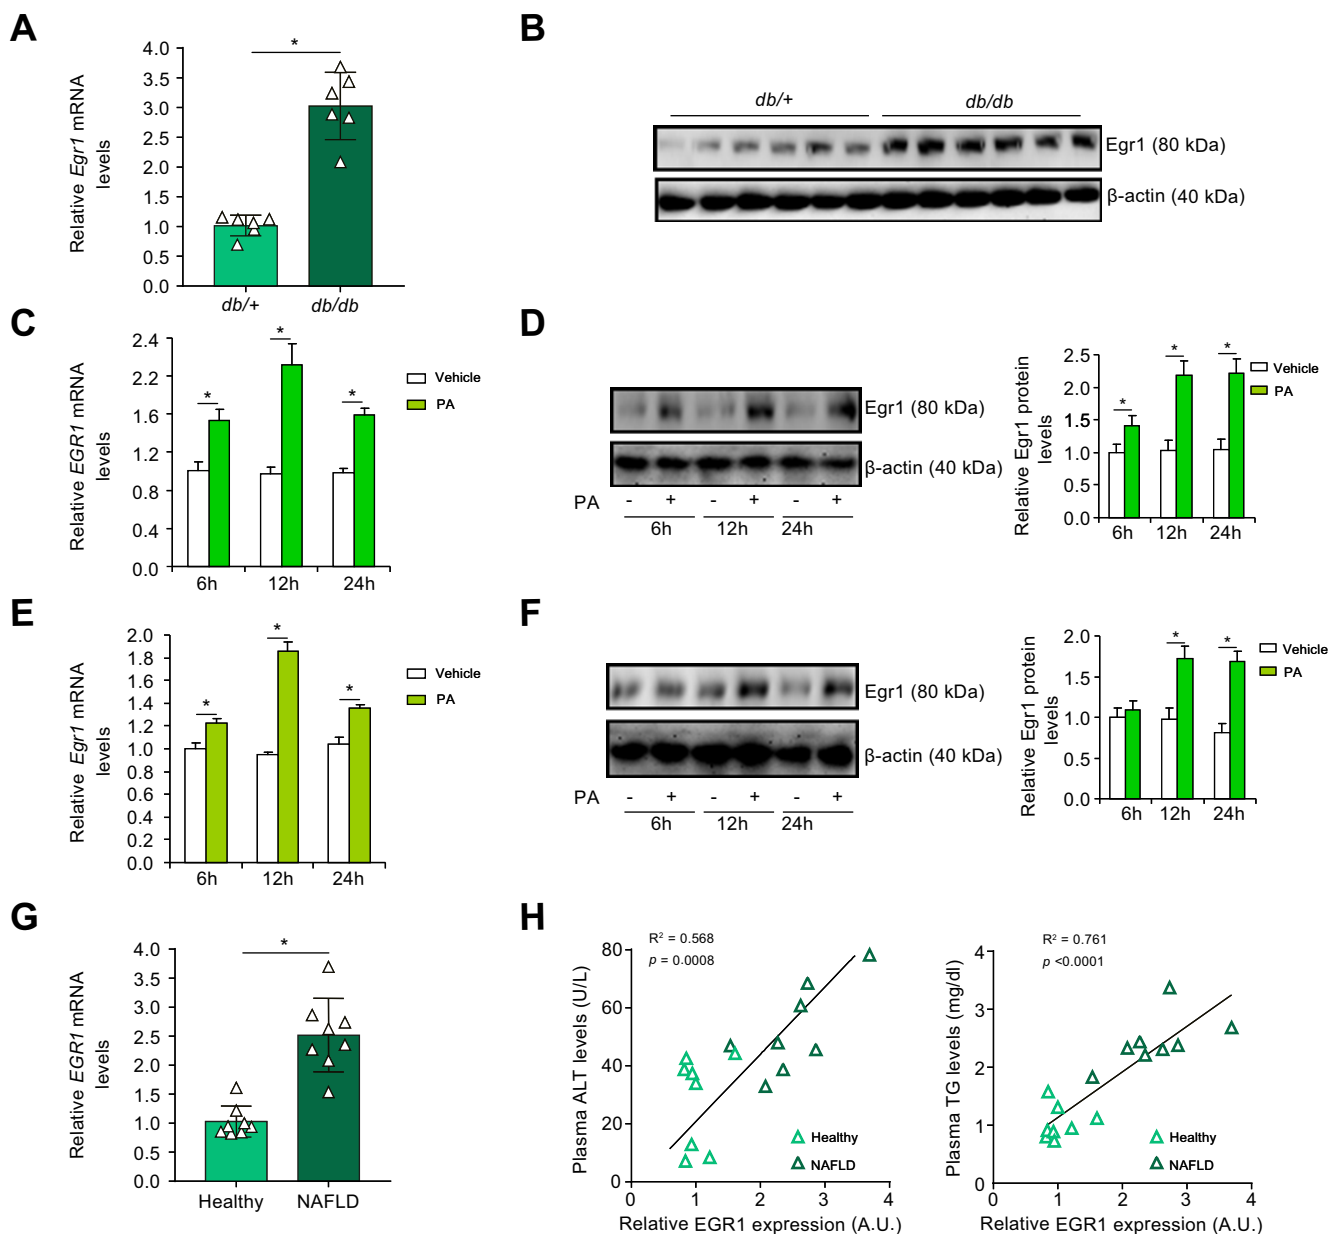 A
Relative Egr1 mRNA
levels
4.0
3.5
3.0
2.5
2.0
1.5
1.0
0.5
0.0
*
db/+
db/db
B
db/+
db/db
Egr1 (80 kDa)
β-actin (40 kDa)
C
Relative EGR1 mRNA
levels
2.4
2.2
1.6
1.2
0.8
0.4
0.0
*
*
*
6h
12h
24h
Vehicle
PA
D
Egr1 (80 kDa)
β-actin (40 kDa)
PA - + - + - +
6h 12h 24h
Relative Egr1 protein
levels
2.5
2.0
1.5
1.0
0.5
0.0
*
*
*
6h 12h 24h
Vehicle
PA
E
Relative Egr1 mRNA
levels
2.0
1.8
1.6
1.4
1.2
1.0
0.8
0.6
0.4
0.2
0.0
*
*
*
6h 12h 24h
Vehicle
PA
F
Egr1 (80 kDa)
β-actin (40 kDa)
PA - + - + - +
6h 12h 24h
Relative Egr1 protein
levels
2.0
1.5
1.0
0.5
0.0
*
*
6h 12h 24h
Vehicle
PA
G
Relative EGR1 mRNA
levels
4.0
3.5
3.0
2.5
2.0
1.5
1.0
0.5
0.0
*
Healthy NAFLD
H
R² = 0.568
p = 0.0008
Plasma ALT levels (U/L)
80
60
40
20
0
0 1 2 3 4
Relative EGR1 expression (A.U.)
Healthy
NAFLD
R² = 0.761
p <0.0001
Plasma TG levels (mg/dl)
4
3
2
1
0
0 1 2 3 4
Relative EGR1 expression (A.U.)
Healthy
NAFLD